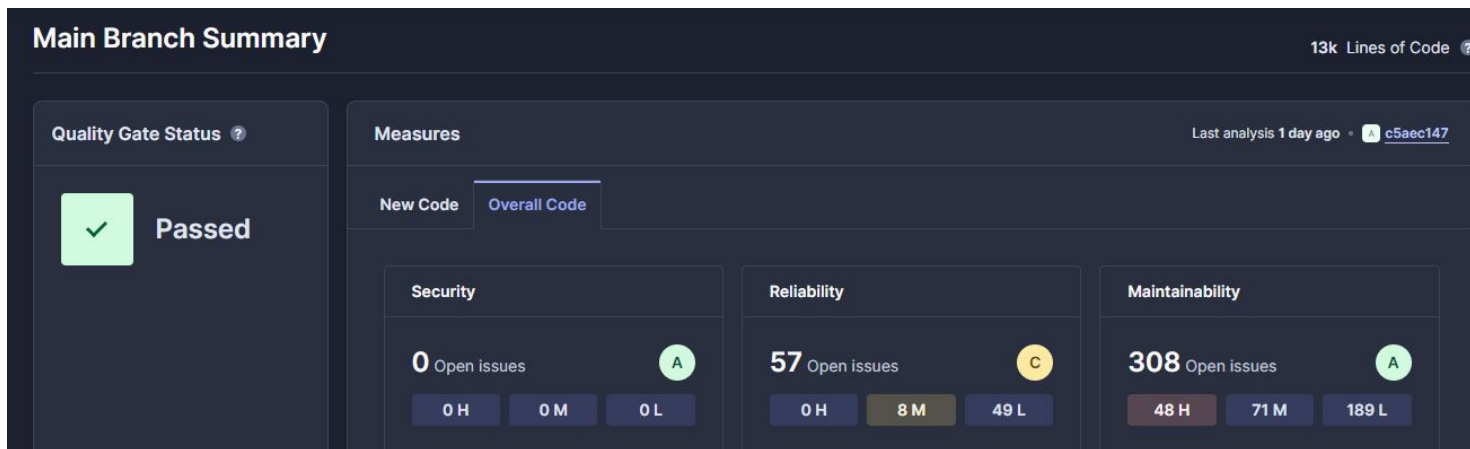 Main Branch Summary
13k Lines of Code ?
Quality Gate Status ?
Passed
Measures
Last analysis 1 day ago • A c5aec147
New Code
Overall Code
Security
0 Open issues
A
0 H
0 M
0 L
Reliability
57 Open issues
C
0 H
8 M
49 L
Maintainability
308 Open issues
A
48 H
71 M
189 L